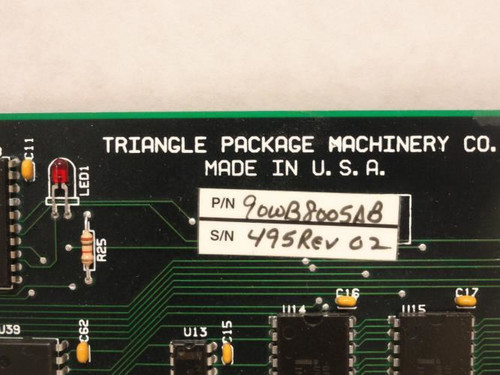 TRIANGLE PACKAGE MACHINERY CO.
MADE IN U.S.A.
C11
LED1
P/N 90WB8005AB
S/N 495Rev 02
R25
C16
C17
U14
U15
U39
C62
U13
C15